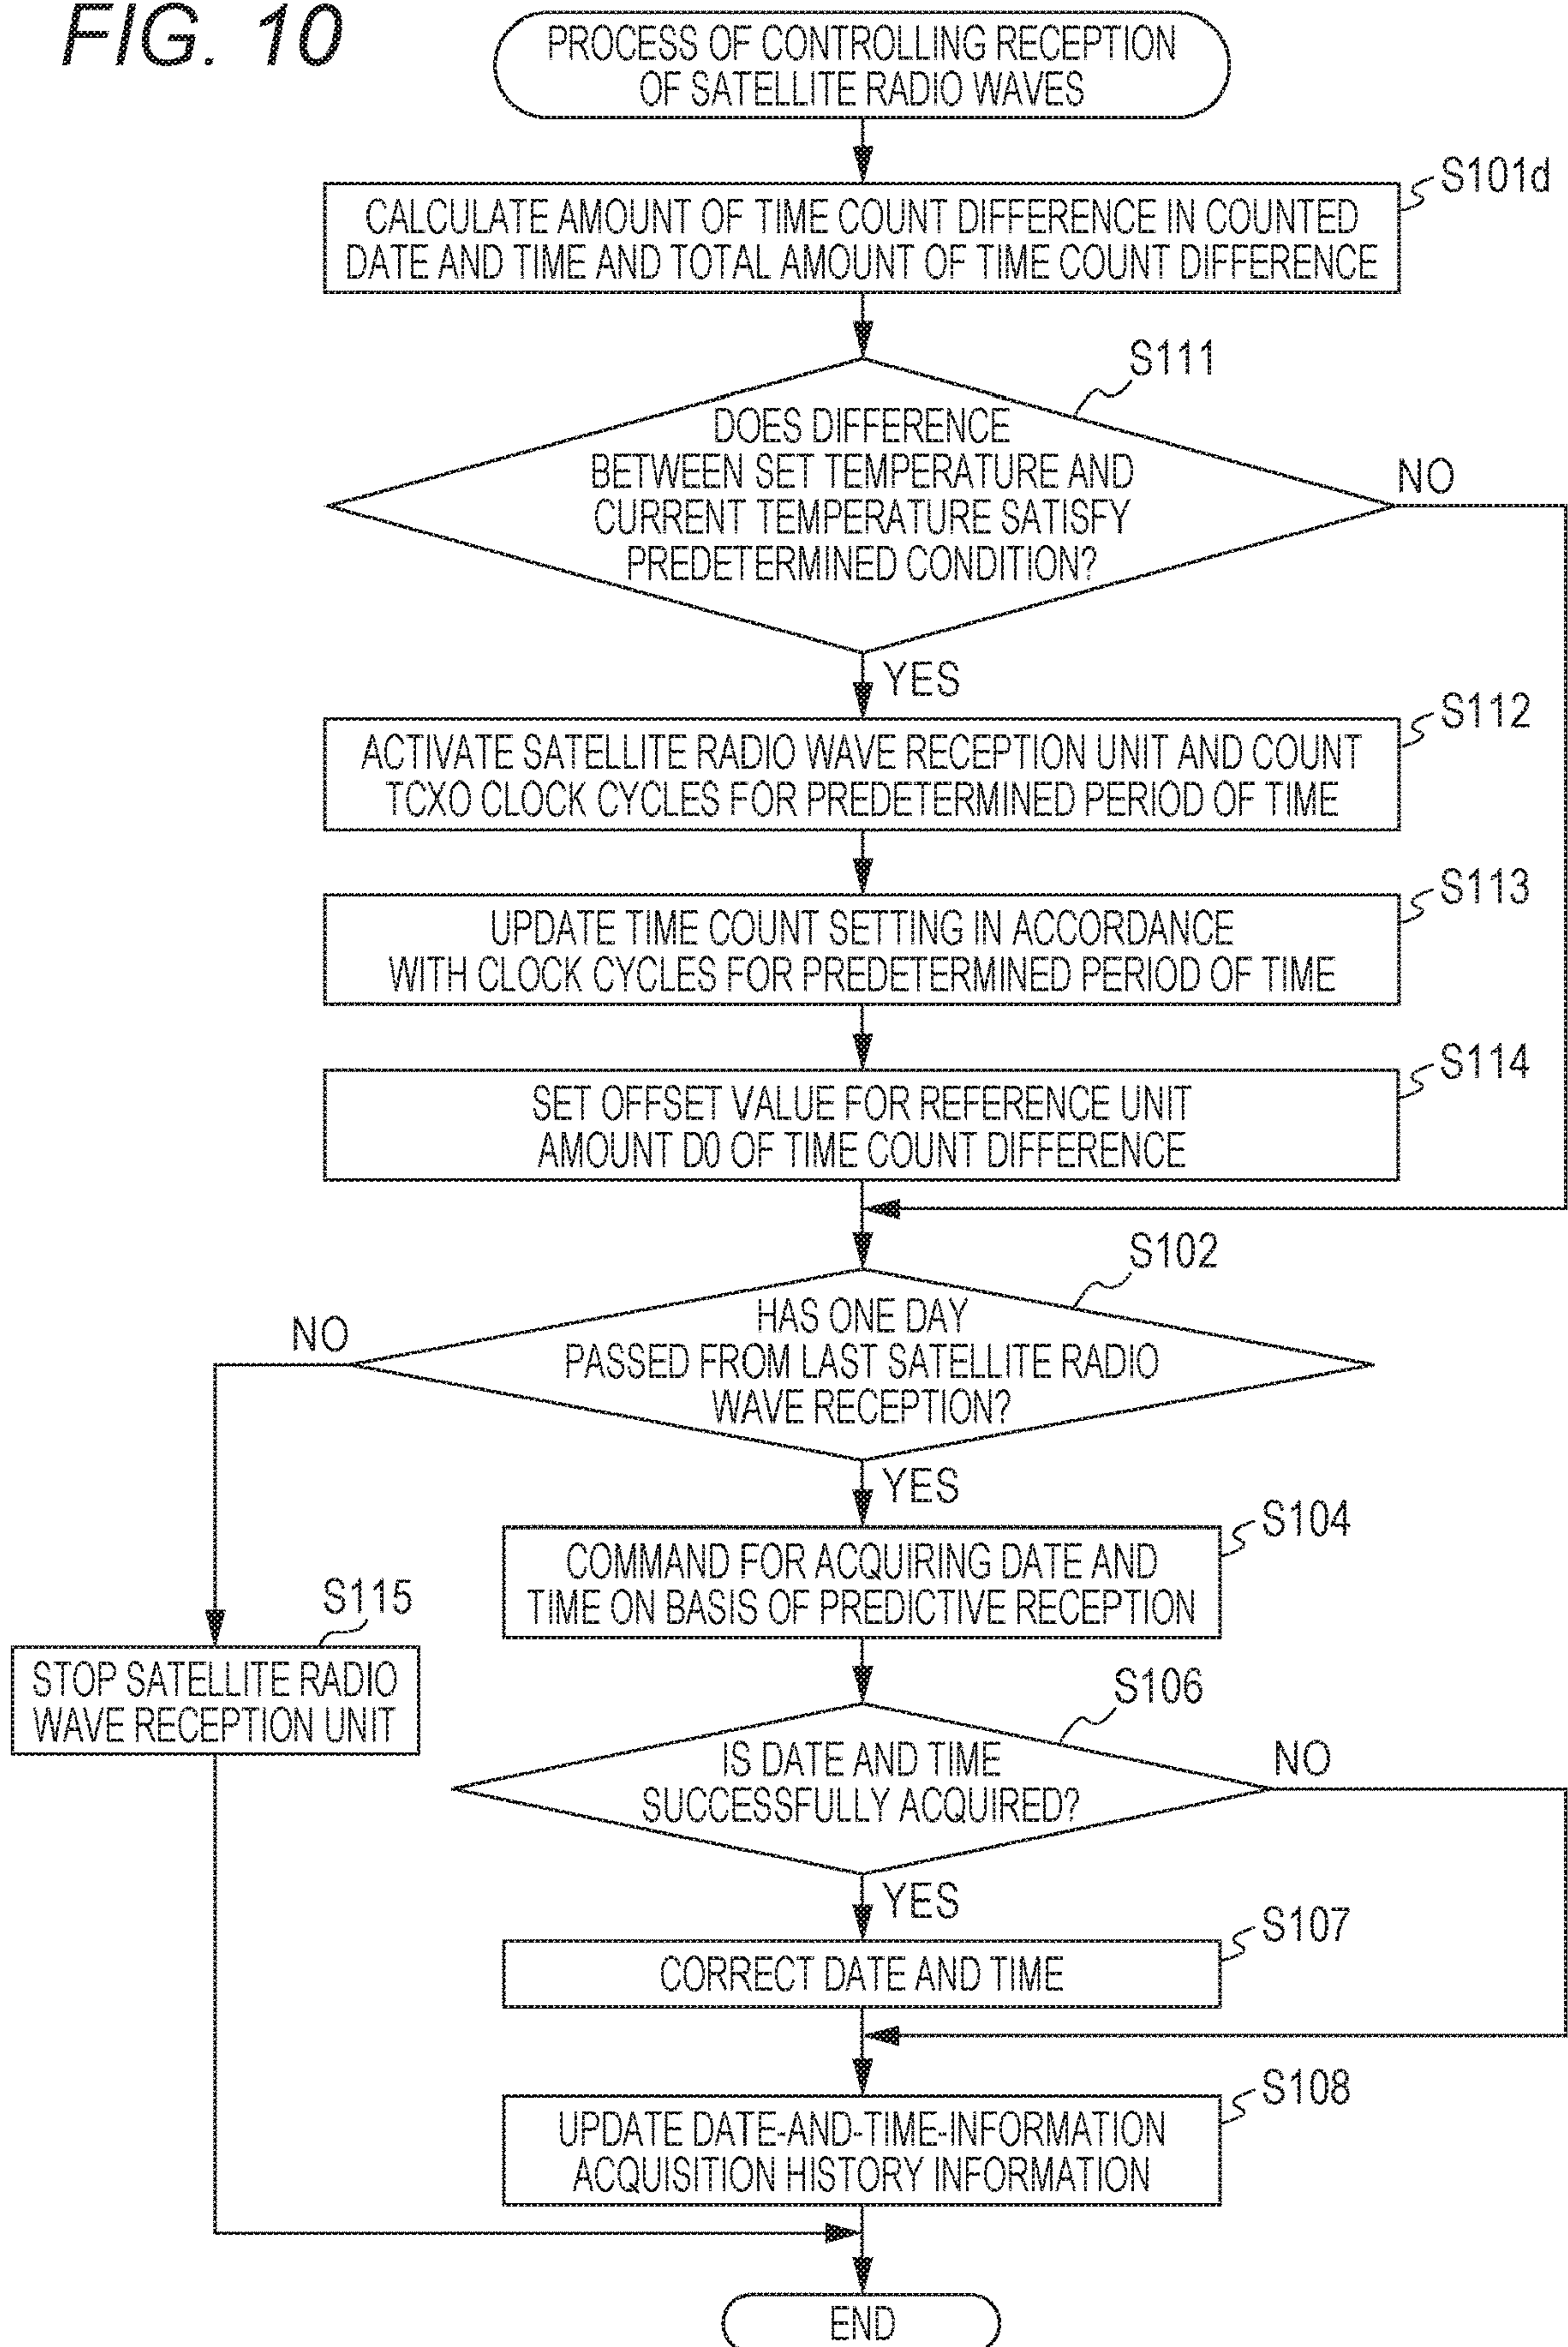 FIG. 10
PROCESS OF CONTROLLING RECEPTION
OF SATELLITE RADIO WAVES
S101d
CALCULATE AMOUNT OF TIME COUNT DIFFERENCE IN COUNTED
DATE AND TIME AND TOTAL AMOUNT OF TIME COUNT DIFFERENCE
S111
DOES DIFFERENCE
BETWEEN SET TEMPERATURE AND
CURRENT TEMPERATURE SATISFY
PREDETERMINED CONDITION?
NO
YES
S112
ACTIVATE SATELLITE RADIO WAVE RECEPTION UNIT AND COUNT
TCXO CLOCK CYCLES FOR PREDETERMINED PERIOD OF TIME
S113
UPDATE TIME COUNT SETTING IN ACCORDANCE
WITH CLOCK CYCLES FOR PREDETERMINED PERIOD OF TIME
S114
SET OFFSET VALUE FOR REFERENCE UNIT
AMOUNT D0 OF TIME COUNT DIFFERENCE
S102
HAS ONE DAY
PASSED FROM LAST SATELLITE RADIO
WAVE RECEPTION?
NO
YES
S104
COMMAND FOR ACQUIRING DATE AND
TIME ON BASIS OF PREDICTIVE RECEPTION
S115
STOP SATELLITE RADIO
WAVE RECEPTION UNIT
S106
IS DATE AND TIME
SUCCESSFULLY ACQUIRED?
NO
YES
S107
CORRECT DATE AND TIME
S108
UPDATE DATE-AND-TIME-INFORMATION
ACQUISITION HISTORY INFORMATION
END